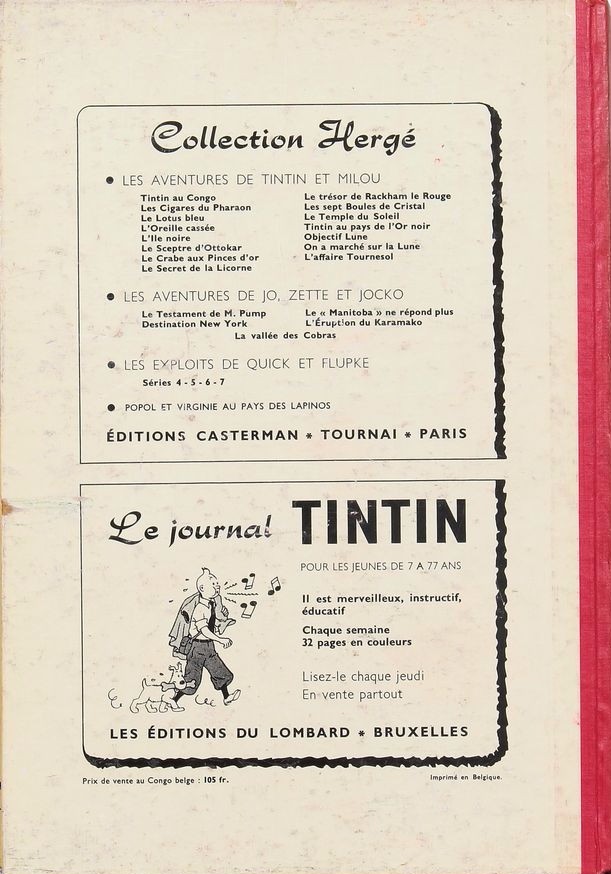 Collection Hergé
● LES AVENTURES DE TINTIN ET MILOU
Tintin au Congo
Les Cigares du Pharaon
Le Lotus bleu
L'Oreille cassée
L'Ile noire
Le Sceptre d'Ottokar
Le Crabe aux Pinces d'or
Le Secret de la Licorne
Le trésor de Rackham le Rouge
Les sept Boules de Cristal
Le Temple du Soleil
Tintin au pays de l'Or noir
Objectif Lune
On a marché sur la Lune
L'affaire Tournesol
● LES AVENTURES DE JO, ZETTE ET JOCKO
Le Testament de M. Pump
Destination New York
Le « Manitoba » ne répond plus
L'Éruption du Karamako
La vallée des Cobras
● LES EXPLOITS DE QUICK ET FLUPKE
Séries 4 - 5 - 6 - 7
● POPOL ET VIRGINIE AU PAYS DES LAPINOS
ÉDITIONS CASTERMAN * TOURNAI * PARIS
Le journal TINTIN
POUR LES JEUNES DE 7 A 77 ANS
Il est merveilleux, instructif,
éducatif
Chaque semaine
32 pages en couleurs
Lisez-le chaque jeudi
En vente partout
LES ÉDITIONS DU LOMBARD * BRUXELLES
Prix de vente au Congo belge : 105 fr.
Imprimé en Belgique.